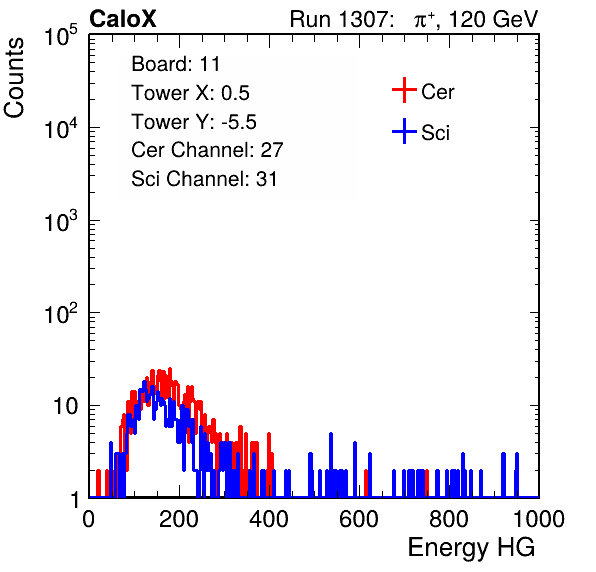 CaloX Run 1307: π⁺, 120 GeV
Counts
10⁵
10⁴
10³
10²
10
1
Board: 11
Tower X: 0.5
Tower Y: -5.5
Cer Channel: 27
Sci Channel: 31
Cer
Sci
0 200 400 600 800 1000
Energy HG